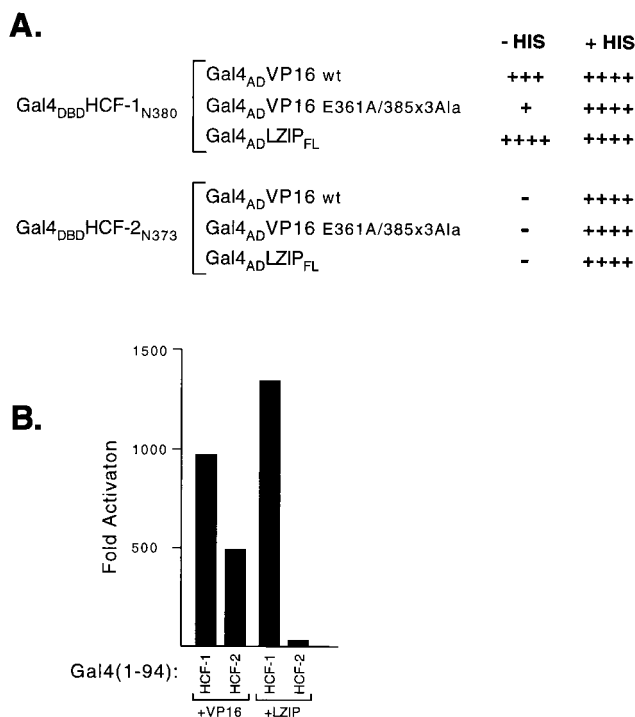 A.
- HIS + HIS
Gal4ADVP16 wt +++ ++++
Gal4DBDHCF-1N380 Gal4ADVP16 E361A/385x3Ala + ++++
Gal4ADLZIPFL ++++ ++++
Gal4ADVP16 wt - ++++
Gal4DBDHCF-2N373 Gal4ADVP16 E361A/385x3Ala - ++++
Gal4ADLZIPFL - ++++
B.
1500
1000
500
Fold Activaton
Gal4(1-94): HCF-1 HCF-2 HCF-1 HCF-2
+VP16 +LZIP